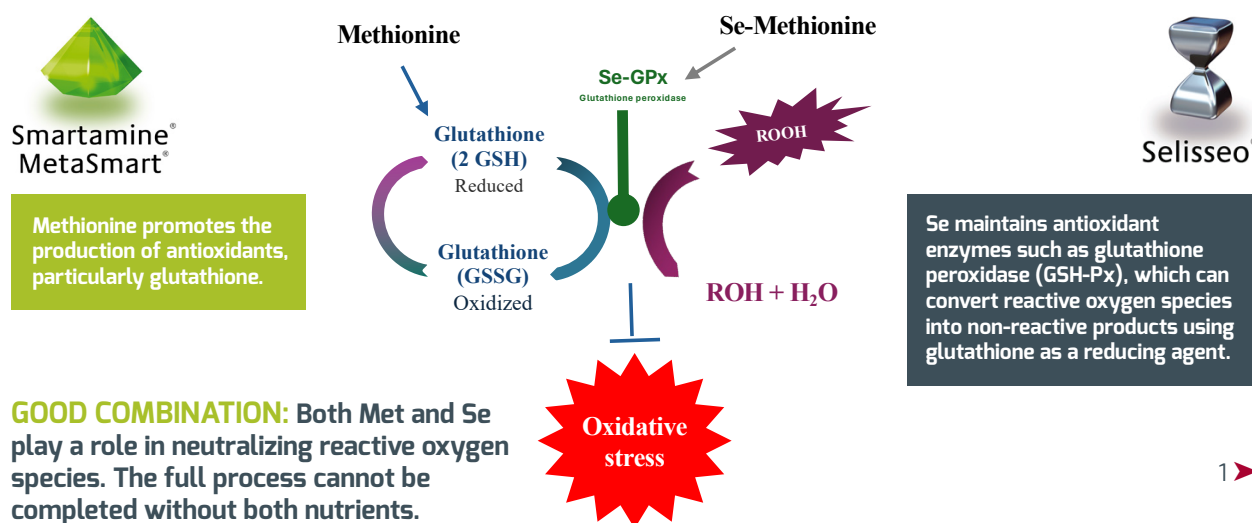 Smartamine®
MetaSmart®
Methionine promotes the
production of antioxidants,
particularly glutathione.
Methionine
Se-Methionine
Se-GPx
Glutathione peroxidase
ROOH
Glutathione
(2 GSH)
Reduced
Glutathione
(GSSG)
Oxidized
ROH + H₂O
Oxidative
stress
Selisseo®
Se maintains antioxidant
enzymes such as glutathione
peroxidase (GSH-Px), which can
convert reactive oxygen species
into non-reactive products using
glutathione as a reducing agent.
GOOD COMBINATION: Both Met and Se
play a role in neutralizing reactive oxygen
species. The full process cannot be
completed without both nutrients.
1